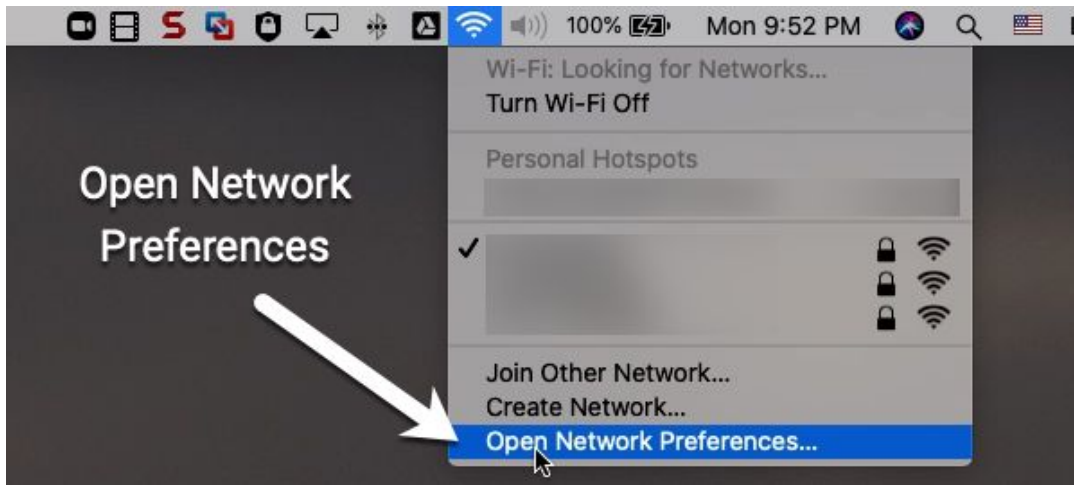 100% Mon 9:52 PM
Wi-Fi: Looking for Networks...
Turn Wi-Fi Off
Personal Hotspots
Open Network
Preferences
Join Other Network...
Create Network...
Open Network Preferences...